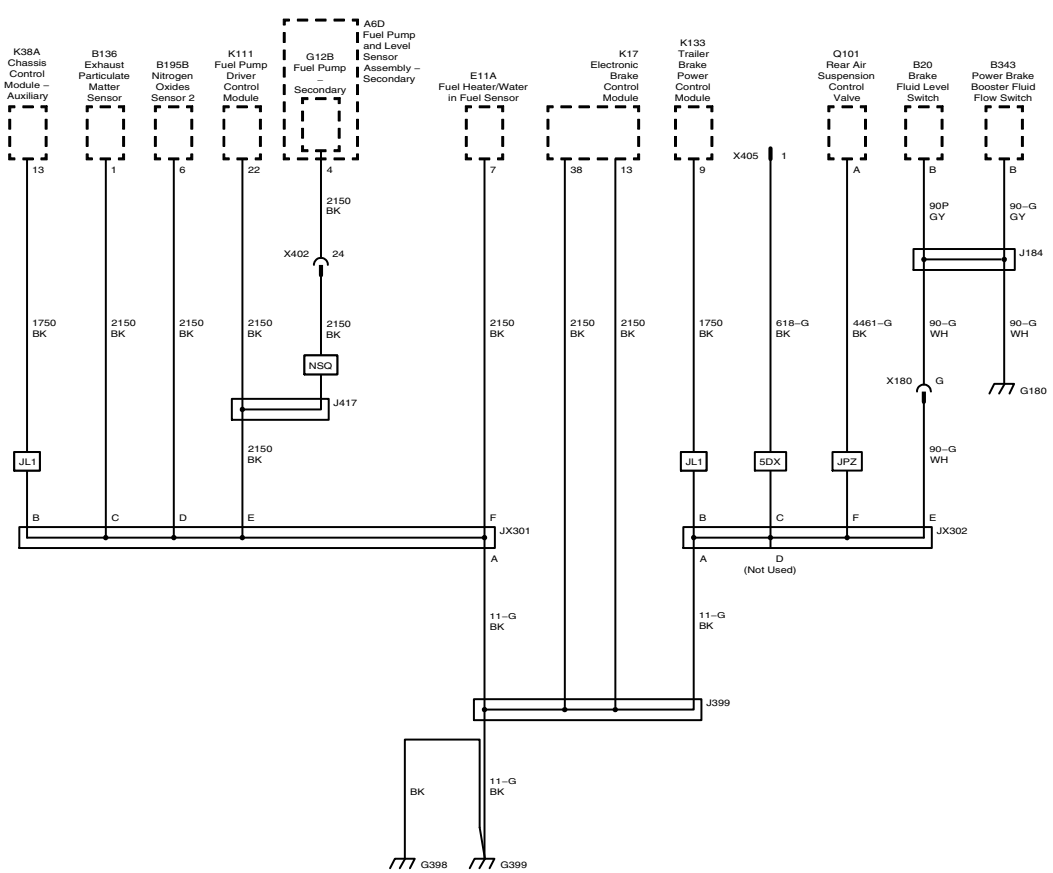 K38A
Chassis
Control
Module –
Auxiliary
B136
Exhaust
Particulate
Matter
Sensor
B195B
Nitrogen
Oxides
Sensor 2
K111
Fuel Pump
Driver
Control
Module
G12B
Fuel Pump
–
Secondary
A6D
Fuel Pump
and Level
Sensor
Assembly –
Secondary
E11A
Fuel Heater/Water
in Fuel Sensor
K17
Electronic
Brake
Control
Module
K133
Trailer
Brake
Power
Control
Module
Q101
Rear Air
Suspension
Control
Valve
B20
Brake
Fluid Level
Switch
B343
Power Brake
Booster Fluid
Flow Switch
X405 1
13
1
6
22
4
7
38
13
9
A
B
B
2150
BK
90P
GY
90–G
GY
X402 24
J184
1750
BK
2150
BK
2150
BK
2150
BK
2150
BK
2150
BK
2150
BK
2150
BK
1750
BK
618–G
BK
4461–G
BK
90–G
WH
90–G
WH
NSQ
X180 G
G180
J417
2150
BK
90–G
WH
JL1
JL1
5DX
JPZ
B
C
D
E
F
B
C
F
E
JX301
JX302
A
A
D
(Not Used)
11–G
BK
11–G
BK
J399
BK
11–G
BK
G398
G399